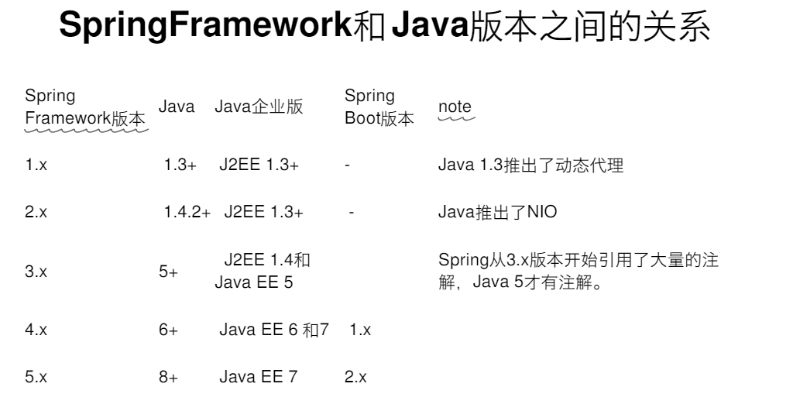 SpringFramework和 Java版本之间的关系
Spring Framework版本 Java Java企业版 Spring Boot版本 note
1.x 1.3+ J2EE 1.3+ - Java 1.3推出了动态代理
2.x 1.4.2+ J2EE 1.3+ - Java推出了NIO
3.x 5+ J2EE 1.4和 Java EE 5 Spring从3.x版本开始引用了大量的注解，Java 5才有注解。
4.x 6+ Java EE 6 和7 1.x
5.x 8+ Java EE 7 2.x